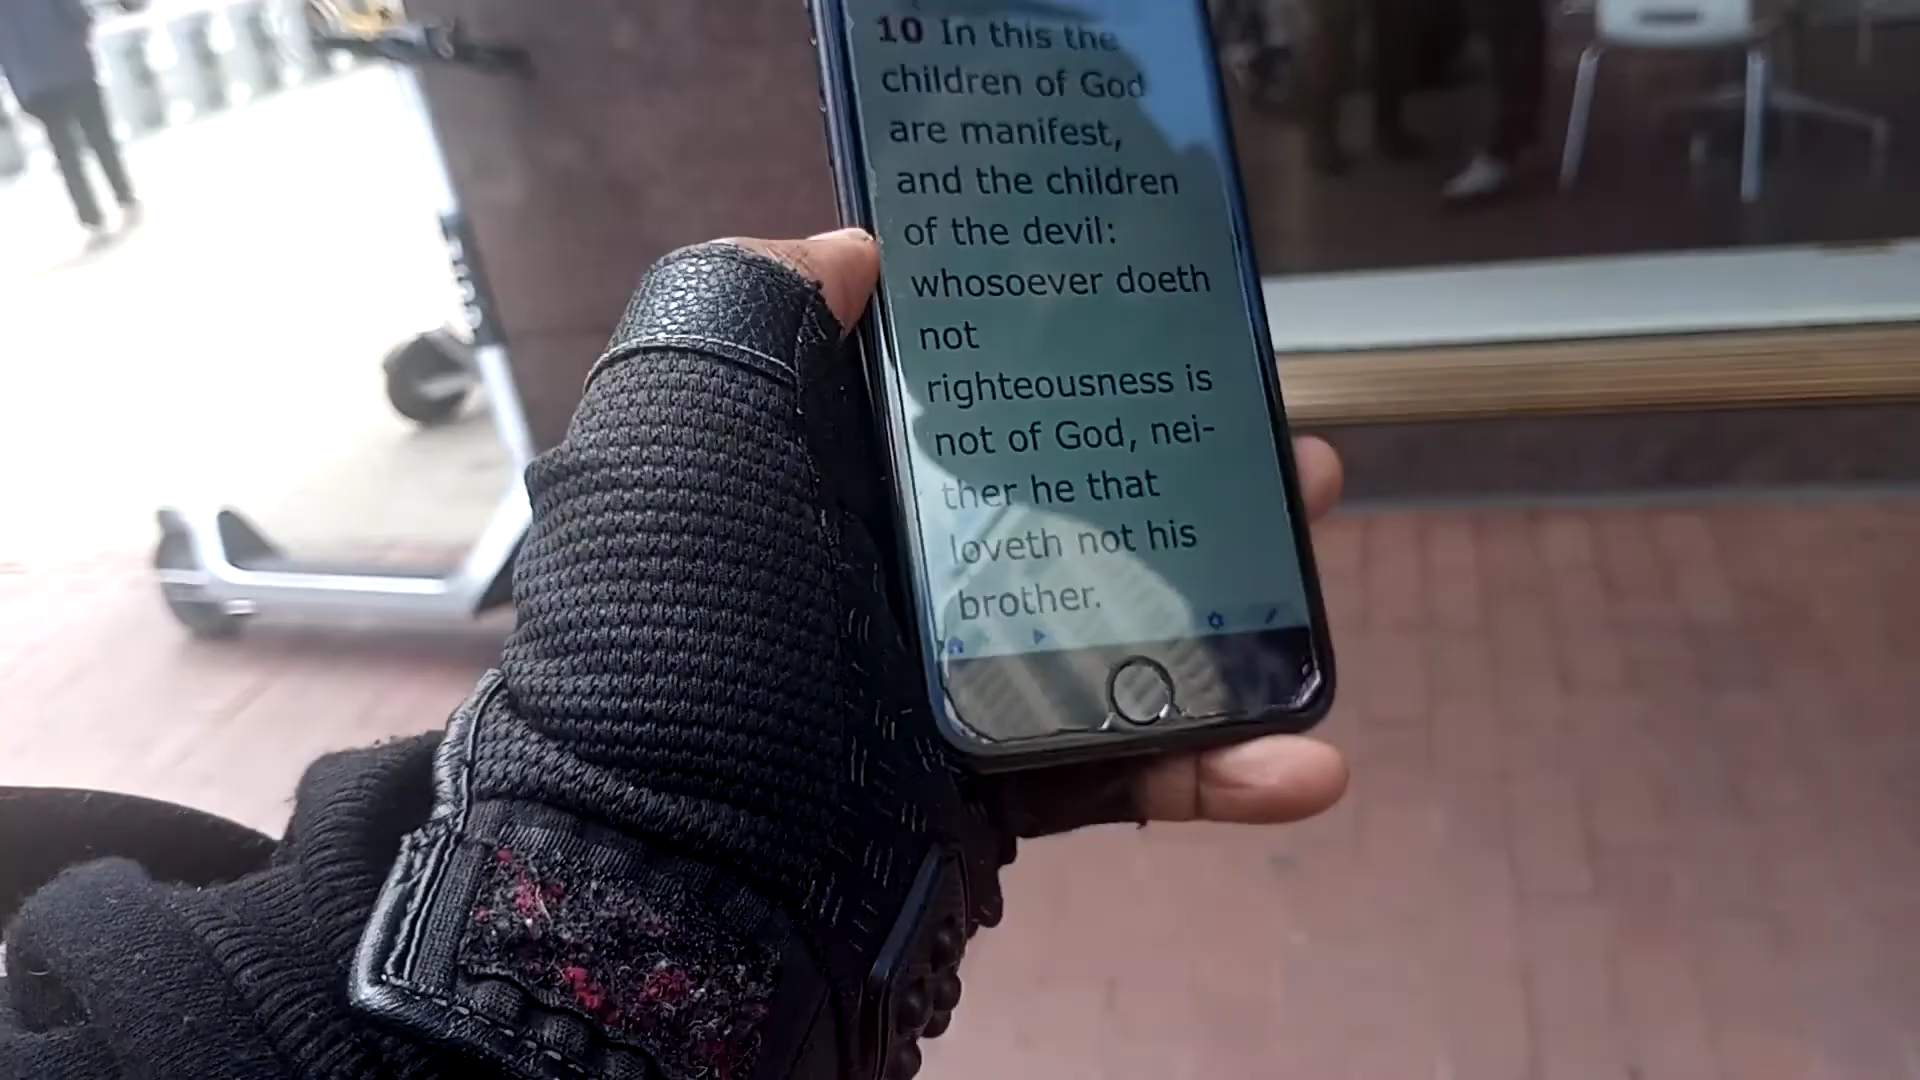 10 In this the
children of God
are manifest,
and the children
of the devil:
whosoever doeth
not
righteousness is
not of God, nei-
ther he that
loveth not his
brother.